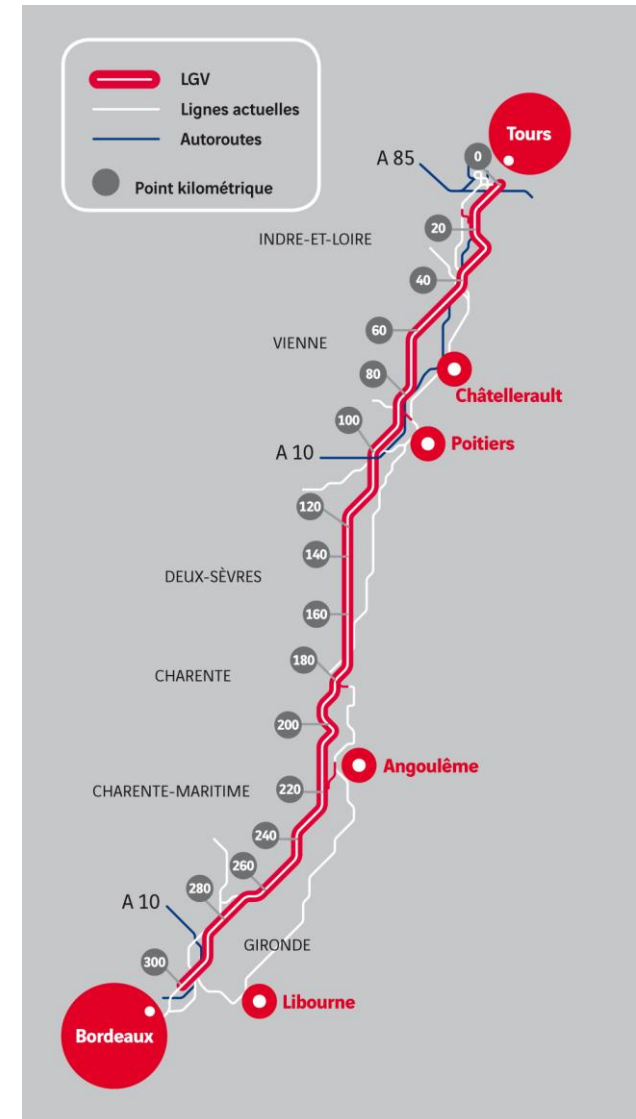 LGV
Lignes actuelles
Autoroutes
Point kilométrique
Tours
0
A 85
20
INDRE-ET-LOIRE
40
60
VIENNE
80
Châtellerault
100
Poitiers
A 10
120
140
DEUX-SÈVRES
160
180
CHARENTE
200
Angoulême
220
CHARENTE-MARITIME
240
260
280
A 10
GIRONDE
300
Libourne
Bordeaux